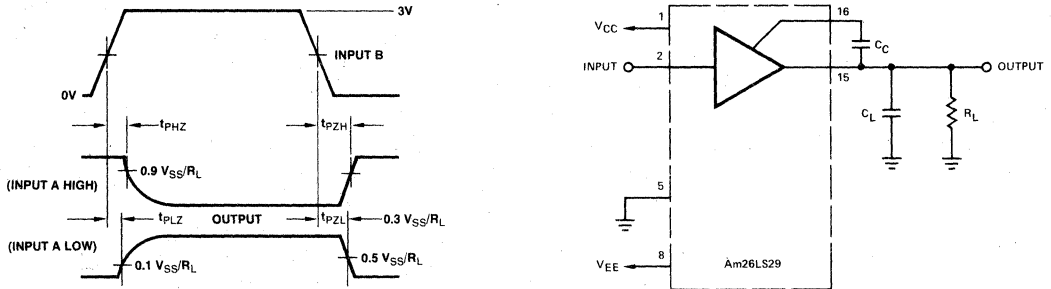 3V
INPUT B
0V
tPHZ
tPZH
(INPUT A HIGH)
0.9 VSS/RL
tPLZ
OUTPUT
tPZL
0.3 VSS/RL
(INPUT A LOW)
0.1 VSS/RL
0.5 VSS/RL
VCC
1
16
CC
INPUT
2
15
OUTPUT
CL
RL
5
VEE
8
Am26LS29